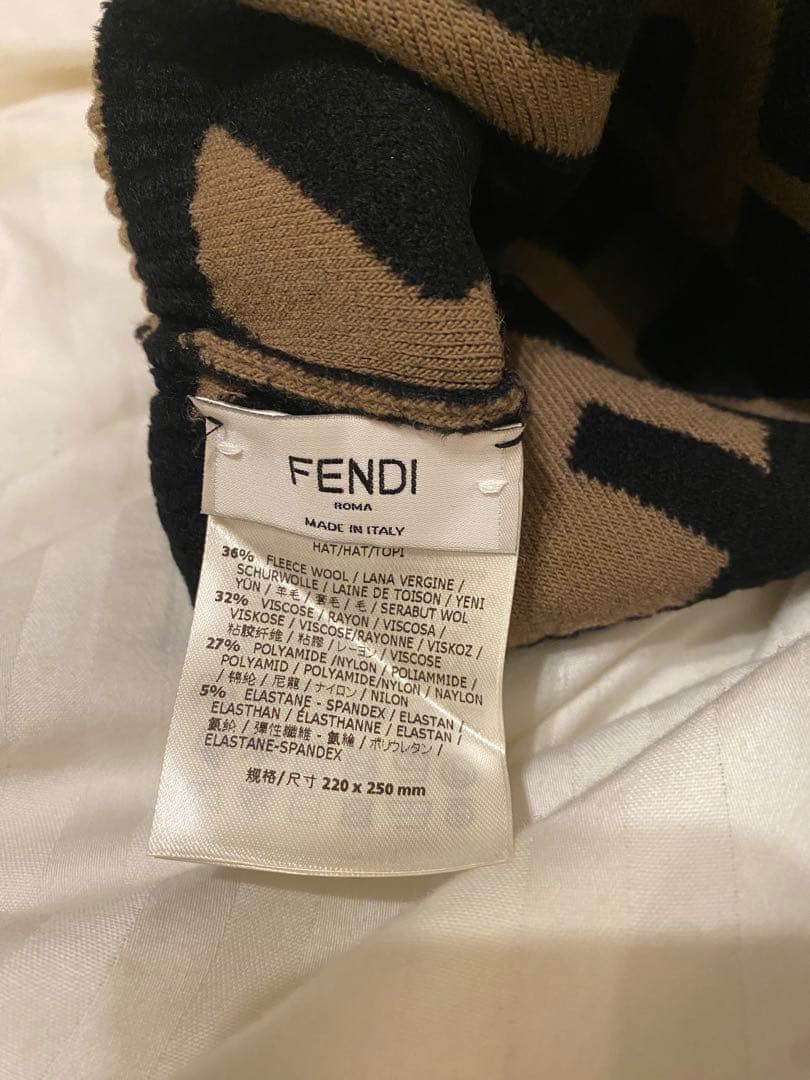 FENDI
ROMA
MADE IN ITALY
HAT/HAT/TOPI
36% FLEECE WOOL / LANA VERGINE /
SCHURWOLLE / LAINE DE TOISON / YENI
YÜN / 羊毛 / 套毛 / 毛 / SERABUT WOL
32% VISCOSE / RAYON / VISCOSA /
VISKOSE / VISCOSE/RAYONNE / VISKOZ /
粘胶纤维 / 粘膠 / レーヨン / VISCOSE
27% POLYAMIDE /NYLON / POLIAMMIDE /
POLYAMID / POLYAMIDE/NYLON / NAYLON
/ 锦纶 / 尼龍 / ナイロン / NILON
5% ELASTANE - SPANDEX / ELASTAN /
ELASTHAN / ÉLASTHANNE / ELASTAN /
氨纶 / 彈性纖維 - 氨綸 / ポリウレタン /
ELASTANE-SPANDEX
规格/尺寸 220 x 250 mm